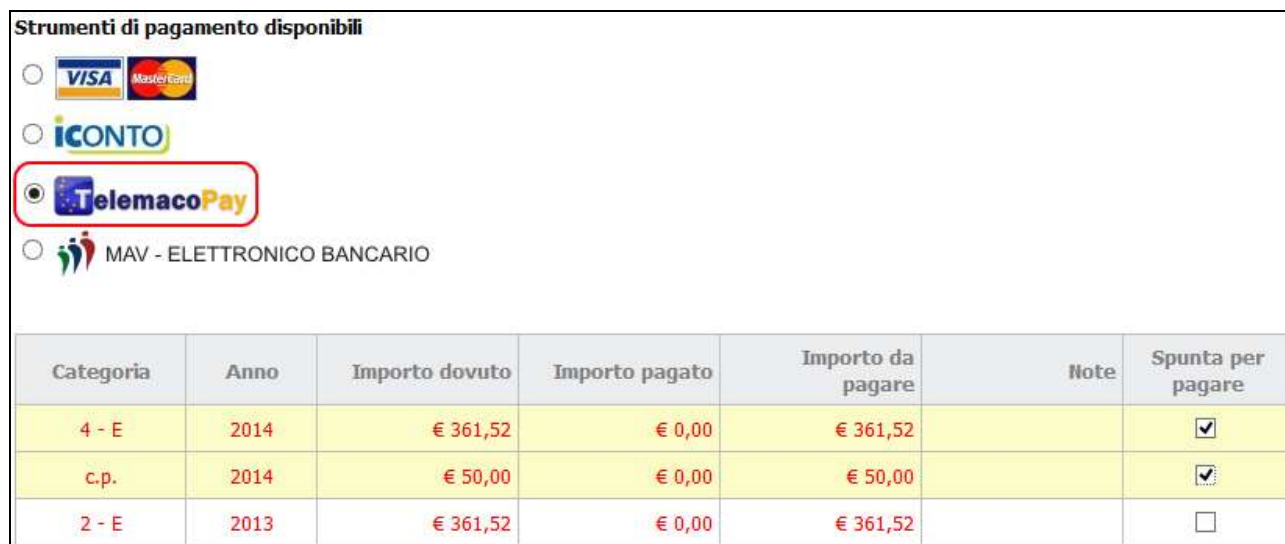 Strumenti di pagamento disponibili
VISA MasterCard
iCONTO
TelemacoPay
MAV - ELETTRONICO BANCARIO
Categoria Anno Importo dovuto Importo pagato Importo da pagare Note Spunta per pagare
4 - E 2014 € 361,52 € 0,00 € 361,52
c.p. 2014 € 50,00 € 0,00 € 50,00
2 - E 2013 € 361,52 € 0,00 € 361,52